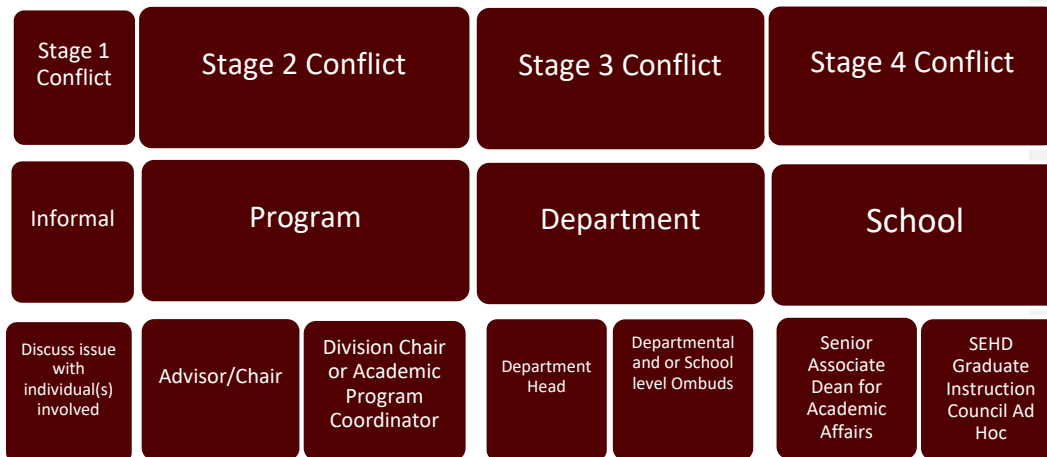 Stage 1
Conflict
Stage 2 Conflict
Stage 3 Conflict
Stage 4 Conflict
Informal
Program
Department
School
Discuss issue
with
individual(s)
involved
Advisor/Chair
Division Chair
or Academic
Program
Coordinator
Department
Head
Departmental
and or School
level Ombuds
Senior
Associate
Dean for
Academic
Affairs
SEHD
Graduate
Instruction
Council Ad
Hoc